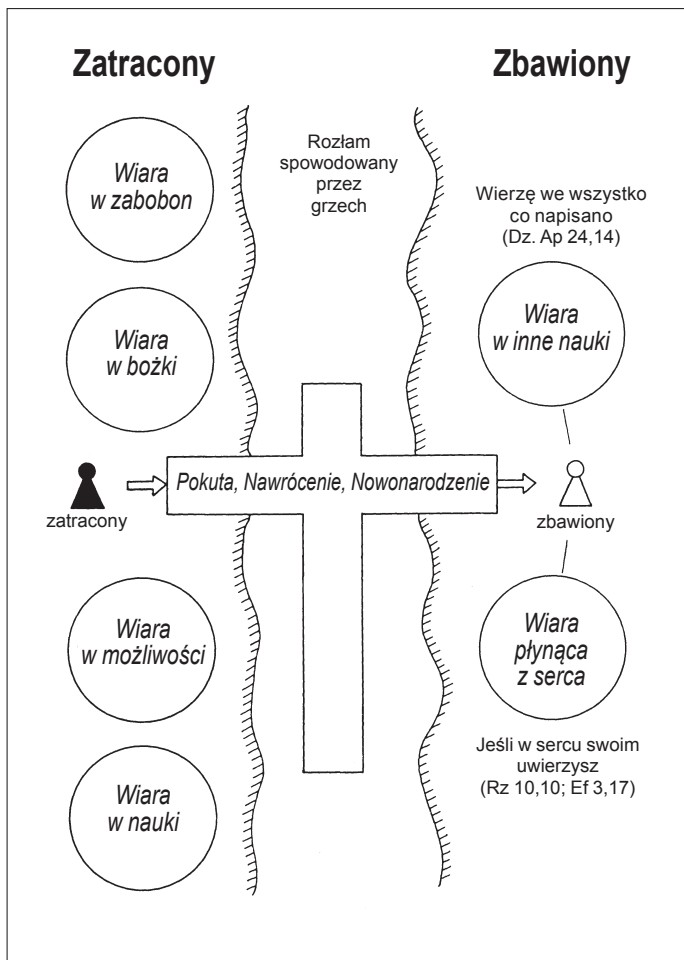 Zatracony
Zbawiony
Wiara
w zabobon
Rozłam
spowodowany
przez
grzech
Wierzę we wszystko
co napisano
(Dz. Ap 24,14)
Wiara
w bożki
Wiara
w inne nauki
Pokuta, Nawrócenie, Nowonarodzenie
zatracony
zbawiony
Wiara
w możliwości
Wiara
płynąca
z serca
Jeśli w sercu swoim
uwierzysz
(Rz 10,10; Ef 3,17)
Wiara
w nauki